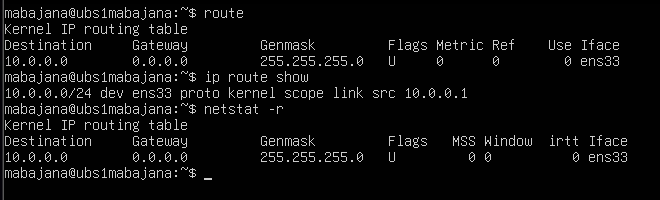 mabajana@ubs1mabajana:~$ route
Kernel IP routing table
Destination     Gateway         Genmask         Flags Metric Ref    Use Iface
10.0.0.0        0.0.0.0         255.255.255.0   U     0      0        0 ens33
mabajana@ubs1mabajana:~$ ip route show
10.0.0.0/24 dev ens33 proto kernel scope link src 10.0.0.1
mabajana@ubs1mabajana:~$ netstat -r
Kernel IP routing table
Destination     Gateway         Genmask         Flags   MSS Window  irtt Iface
10.0.0.0        0.0.0.0         255.255.255.0   U         0 0          0 ens33
mabajana@ubs1mabajana:~$ _